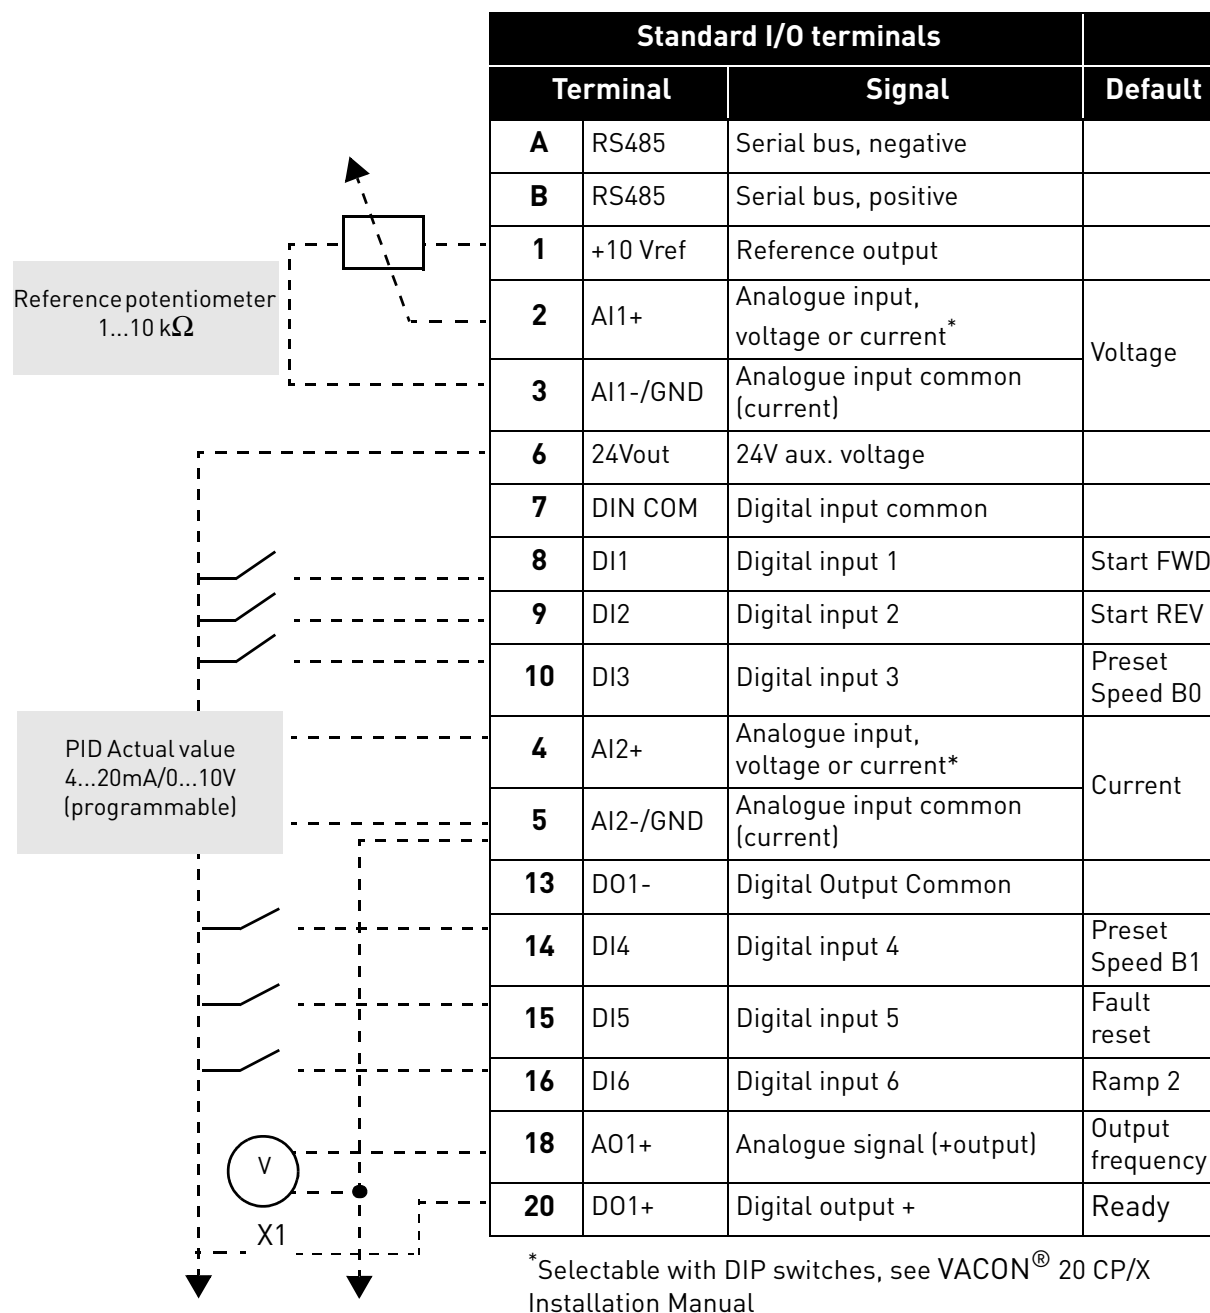 Standard I/O terminals
Terminal Signal Default
A RS485 Serial bus, negative
B RS485 Serial bus, positive
1 +10 Vref Reference output
Reference potentiometer
1...10 kΩ
2 AI1+ Analogue input,
voltage or current*
Voltage
3 AI1-/GND Analogue input common
(current)
6 24Vout 24V aux. voltage
7 DIN COM Digital input common
8 DI1 Digital input 1 Start FWD
9 DI2 Digital input 2 Start REV
10 DI3 Digital input 3 Preset
Speed B0
PID Actual value
4...20mA/0...10V
(programmable)
4 AI2+ Analogue input,
voltage or current*
Current
5 AI2-/GND Analogue input common
(current)
13 DO1- Digital Output Common
14 DI4 Digital input 4 Preset
Speed B1
15 DI5 Digital input 5 Fault
reset
16 DI6 Digital input 6 Ramp 2
V
18 AO1+ Analogue signal (+output) Output
frequency
20 DO1+ Digital output + Ready
X1
*Selectable with DIP switches, see VACON® 20 CP/X
Installation Manual